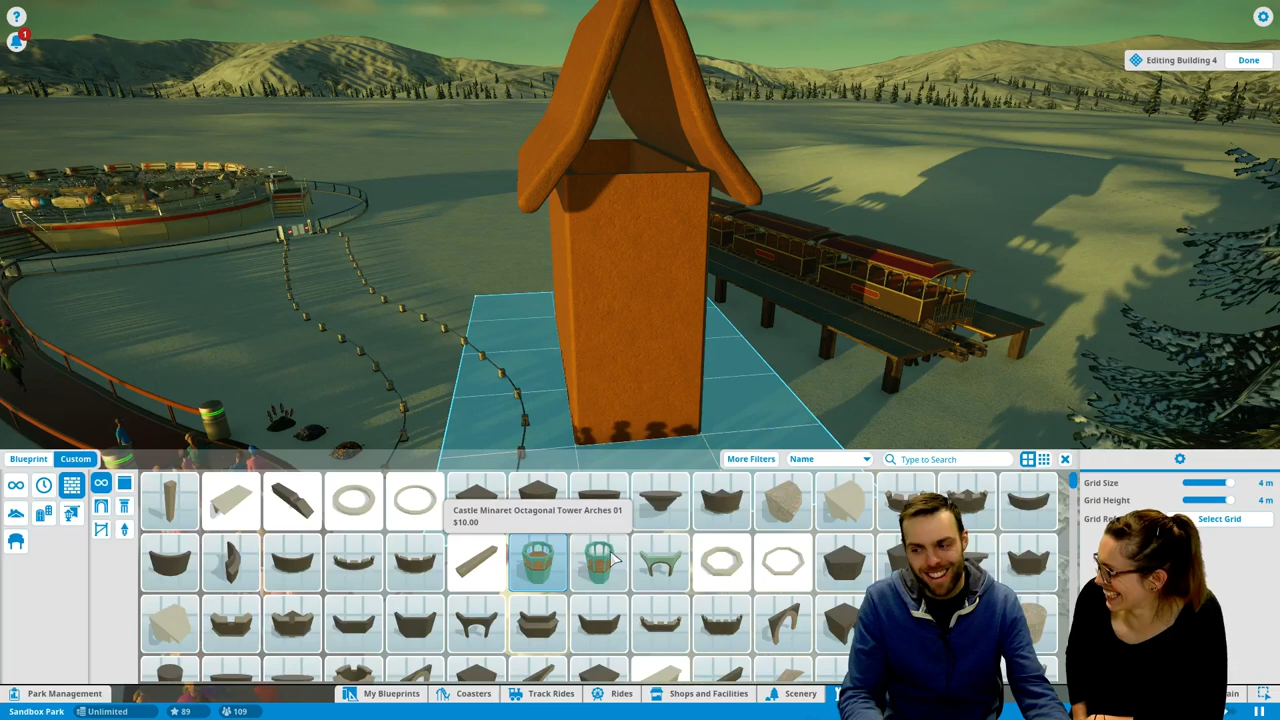 ?
1
Editing Building 4
Done
Blueprint
Custom
More Filters
Name
Type to Search
Castle Minaret Octagonal Tower Arches 01
$10.00
Grid Size
4 m
Grid Height
4 m
Select Grid
Park Management
My Blueprints
Coasters
Track Rides
Rides
Shops and Facilities
Scenery
Sandbox Park
Unlimited
89
109